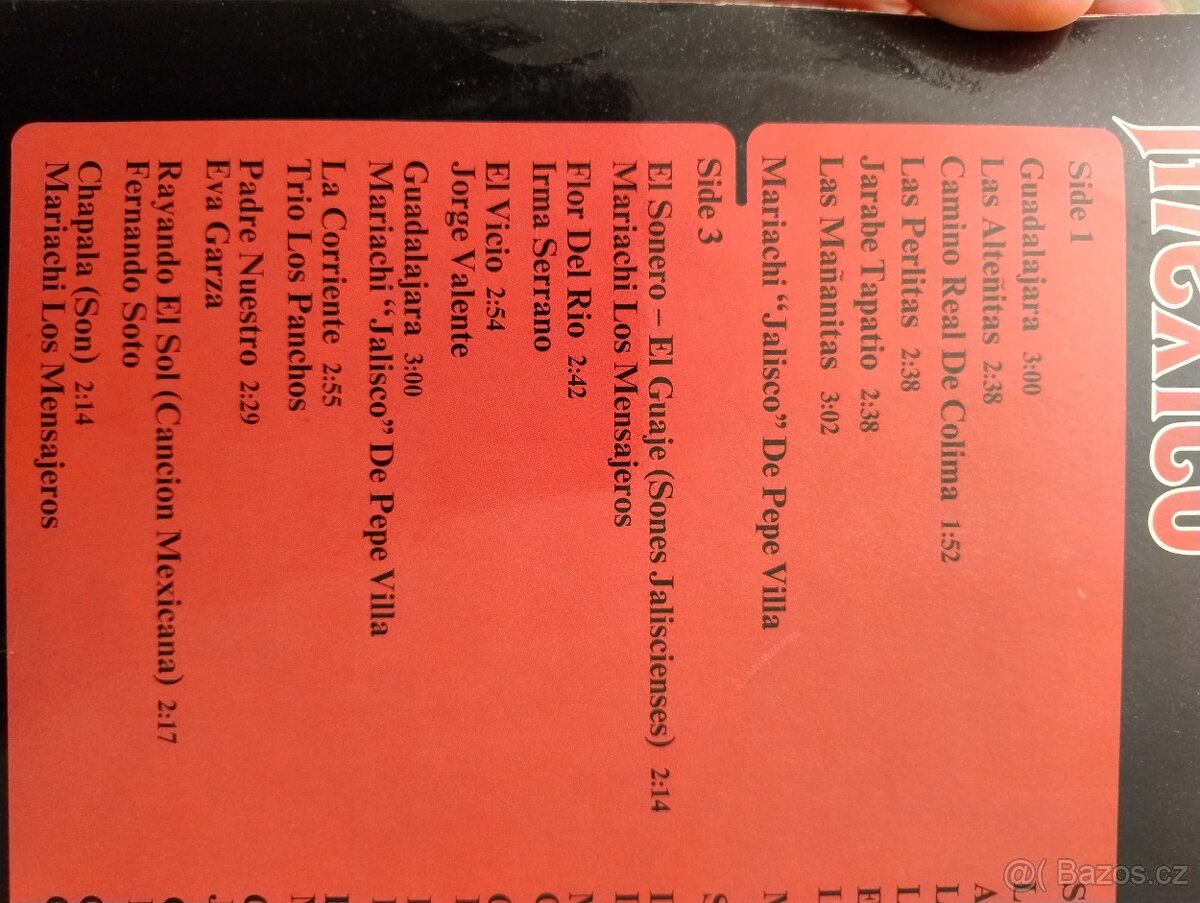 Side 1
Guadalajara 3:00
Las Alteñitas 2:38
Camino Real De Colima 1:52
Las Perlitas 2:38
Jarabe Tapatio 2:38
Las Mañanitas 3:02
Mariachi “Jalisco” De Pepe Villa
Side 3
El Sonero – El Guaje (Sones Jaliscienses) 2:14
Mariachi Los Mensajeros
Flor Del Rio 2:42
Irma Serrano
El Vicio 2:54
Jorge Valente
Guadalajara 3:00
Mariachi “Jalisco” De Pepe Villa
La Corriente 2:55
Trio Los Panchos
Padre Nuestro 2:29
Eva Garza
Rayando El Sol (Cancion Mexicana) 2:17
Fernando Soto
Chapala (Son) 2:14
Mariachi Los Mensajeros
@( Bazos.cz